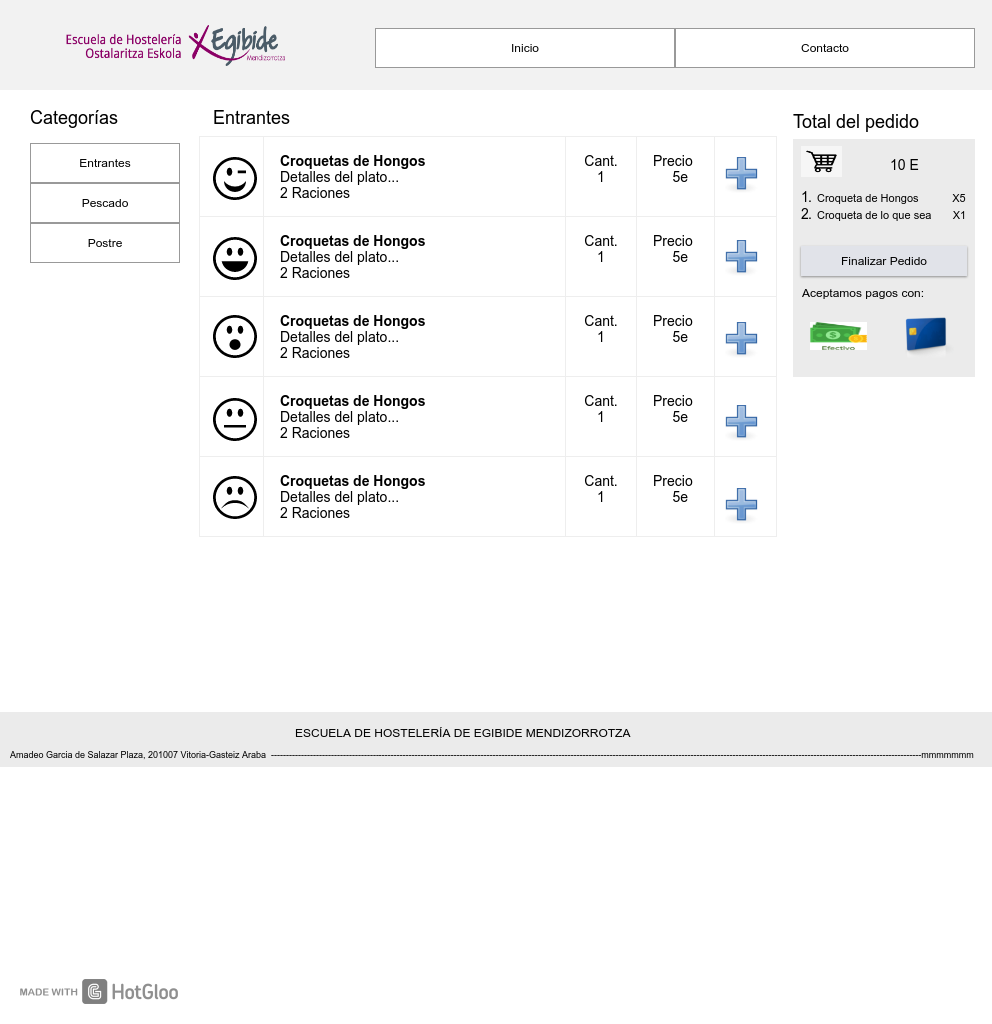 Escuela de Hostelería
Ostalaritza Eskola
Egibide
Mendizorrotza
Inicio
Contacto
Categorías
Entrantes
Pescado
Postre
Entrantes
Croquetas de Hongos
Detalles del plato...
2 Raciones
Cant.
1
Precio
5e
Croquetas de Hongos
Detalles del plato...
2 Raciones
Cant.
1
Precio
5e
Croquetas de Hongos
Detalles del plato...
2 Raciones
Cant.
1
Precio
5e
Croquetas de Hongos
Detalles del plato...
2 Raciones
Cant.
1
Precio
5e
Croquetas de Hongos
Detalles del plato...
2 Raciones
Cant.
1
Precio
5e
Total del pedido
10 E
1. Croqueta de Hongos X5
2. Croqueta de lo que sea X1
Finalizar Pedido
Aceptamos pagos con:
Efectivo
ESCUELA DE HOSTELERÍA DE EGIBIDE MENDIZORROTZA
Amadeo Garcia de Salazar Plaza, 201007 Vitoria-Gasteiz Araba ----------------------------------------mmmmmmm
MADE WITH HotGloo